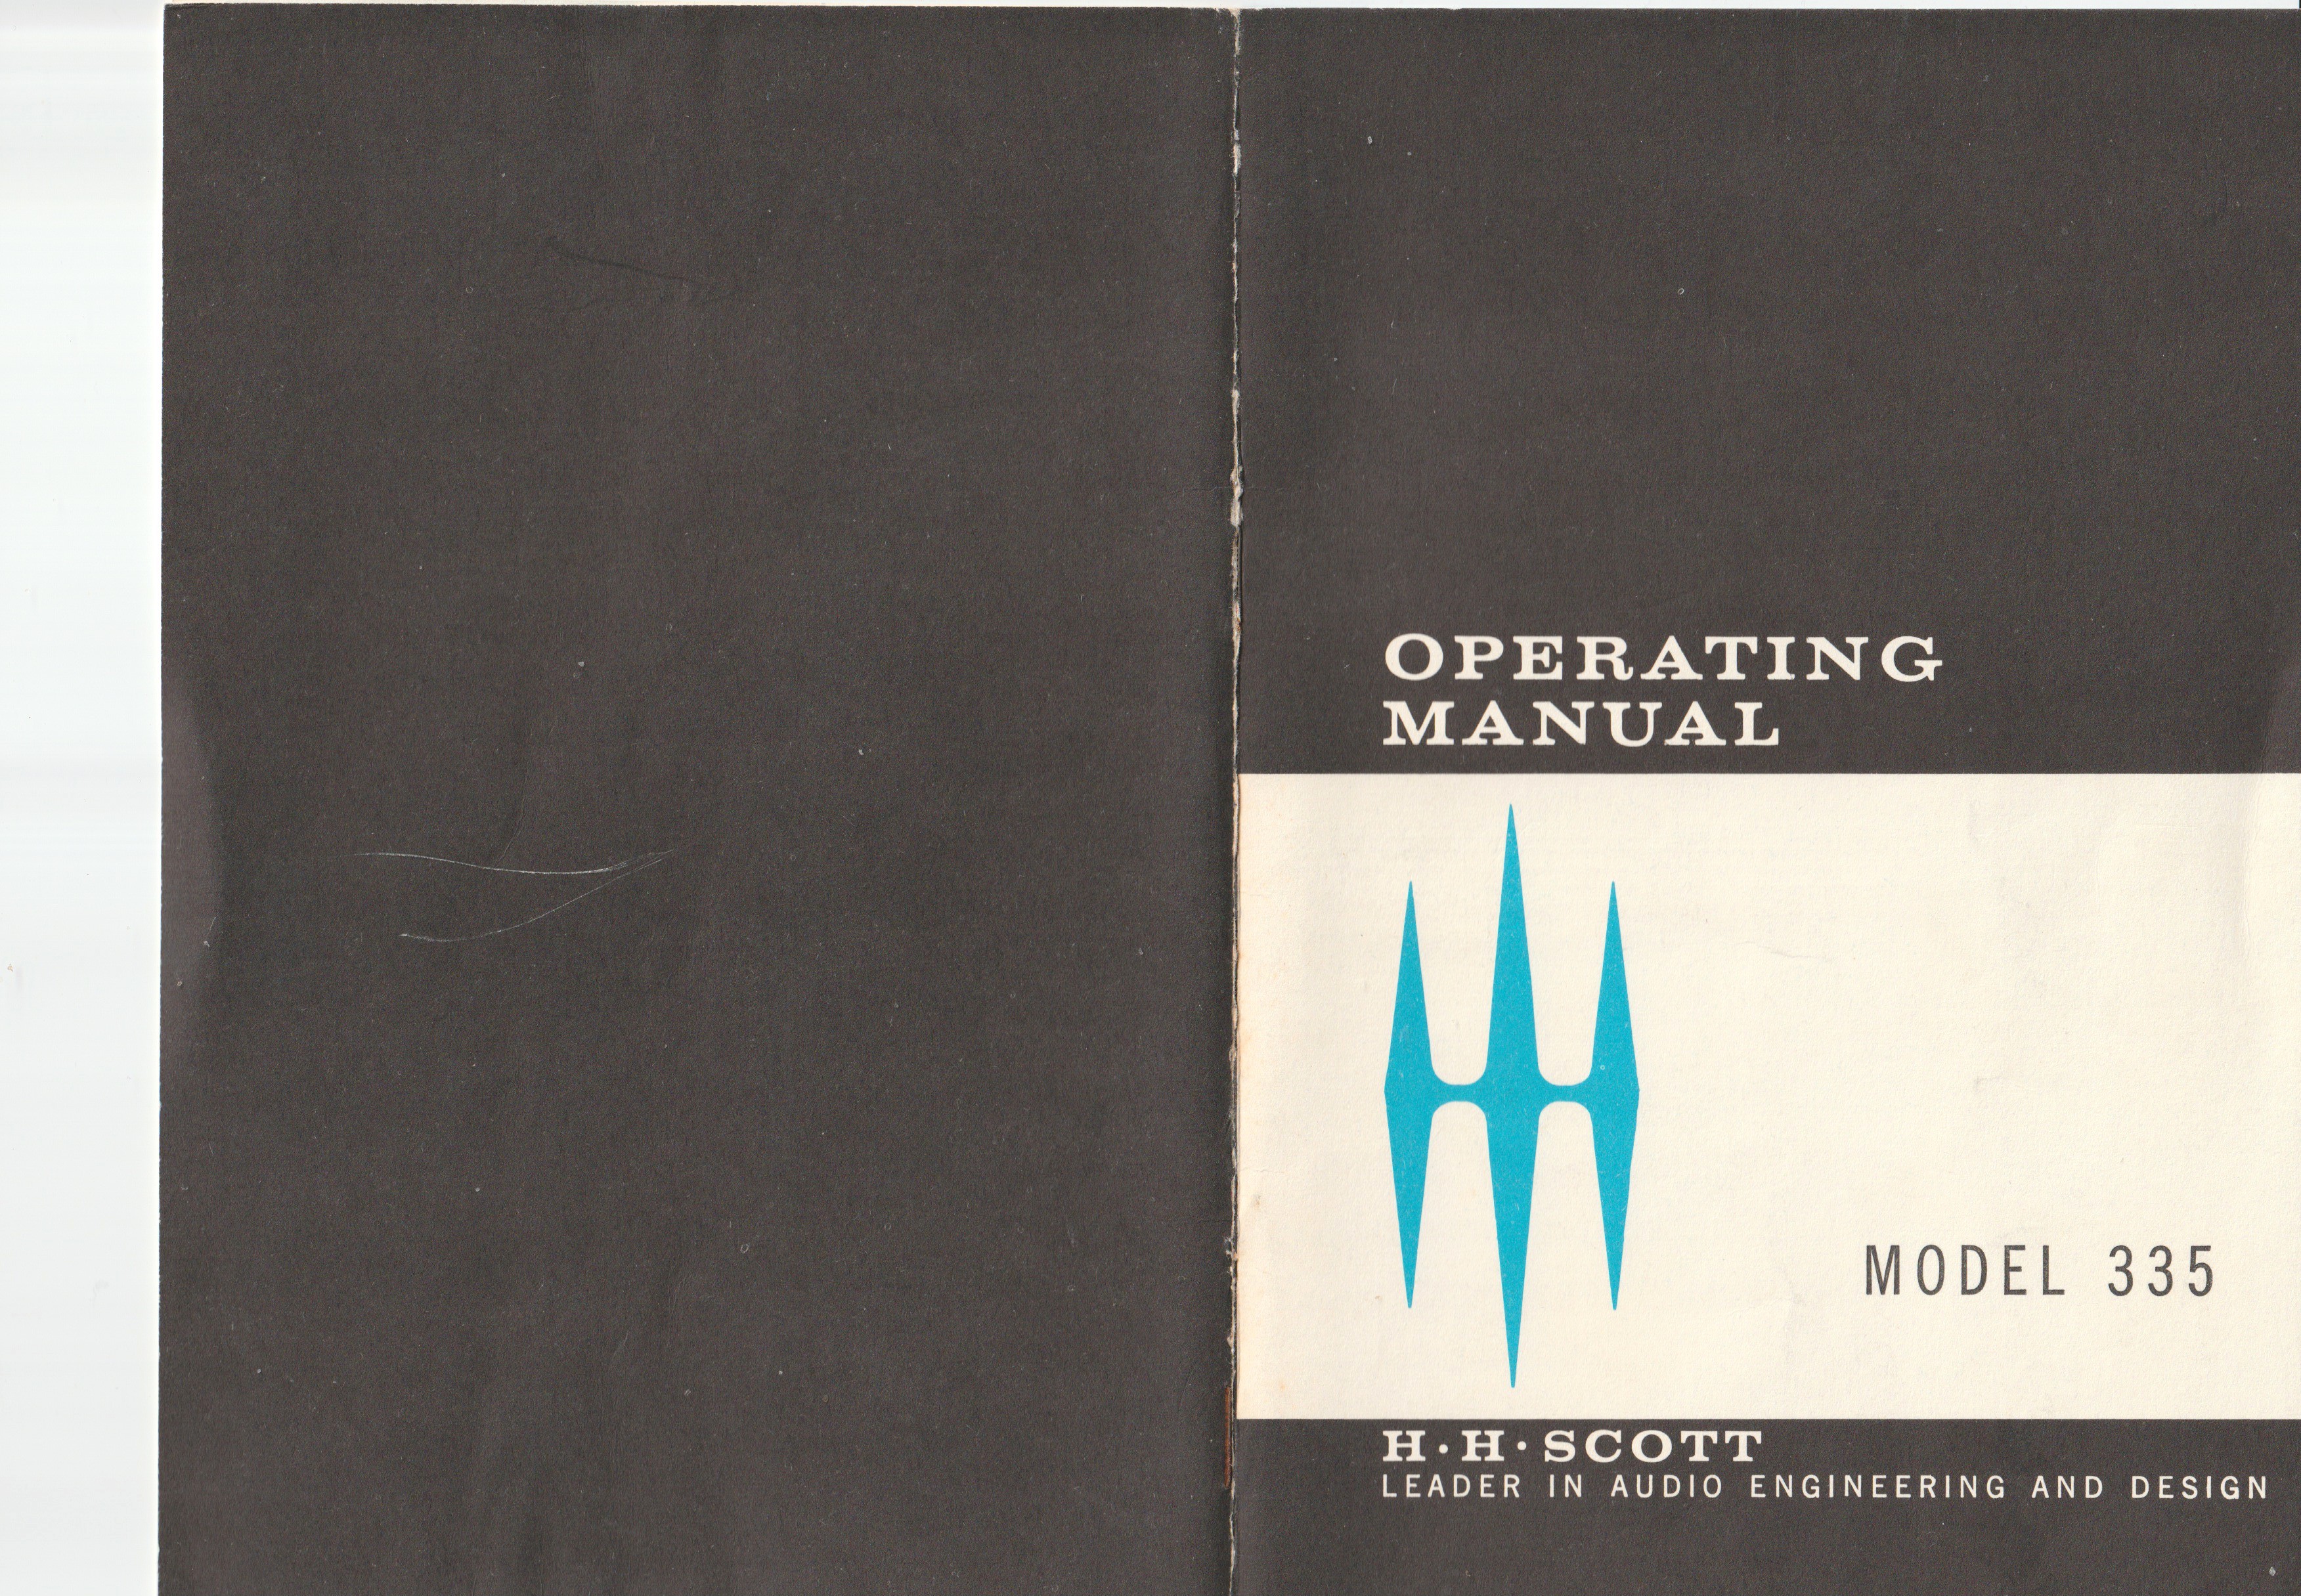 OPERATING
MANUAL
MODEL 335
H·H·SCOTT
LEADER IN AUDIO ENGINEERING AND DESIGN